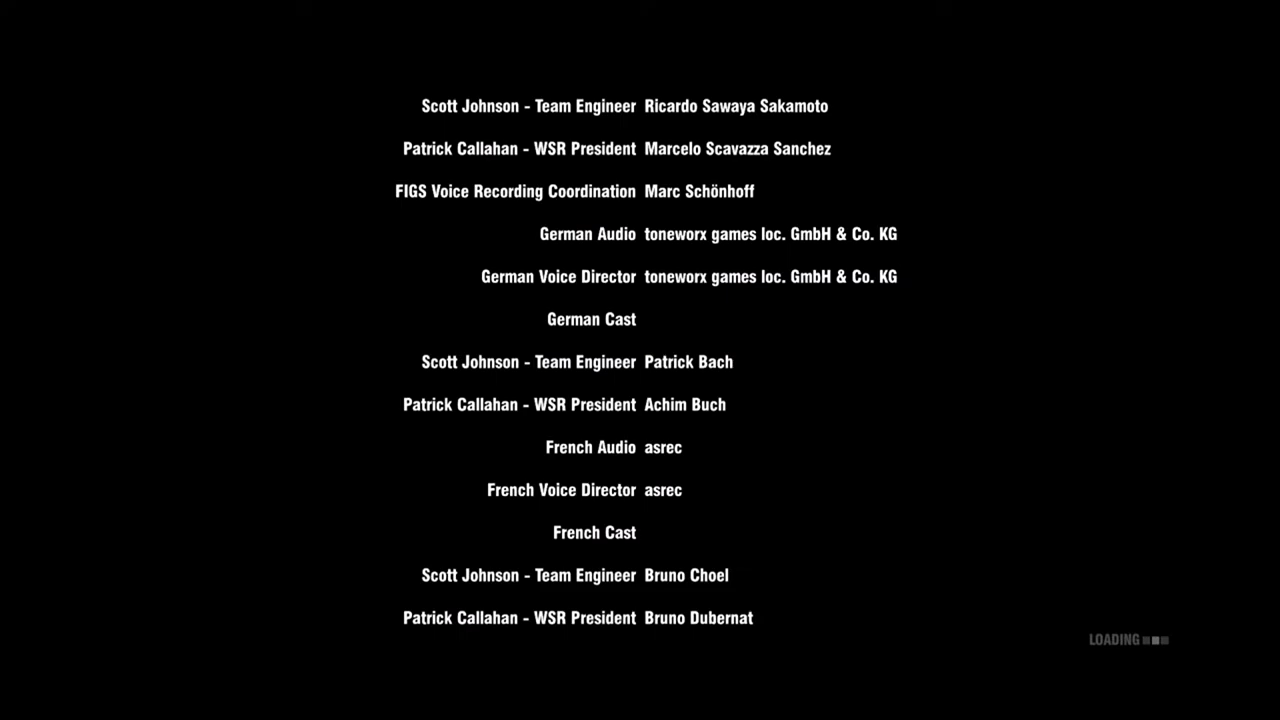 Scott Johnson - Team Engineer Ricardo Sawaya Sakamoto
Patrick Callahan - WSR President Marcelo Scavazza Sanchez
FIGS Voice Recording Coordination Marc Schönhoff
German Audio toneworx games loc. GmbH & Co. KG
German Voice Director toneworx games loc. GmbH & Co. KG
German Cast
Scott Johnson - Team Engineer Patrick Bach
Patrick Callahan - WSR President Achim Buch
French Audio asrec
French Voice Director asrec
French Cast
Scott Johnson - Team Engineer Bruno Choel
Patrick Callahan - WSR President Bruno Dubernat
LOADING